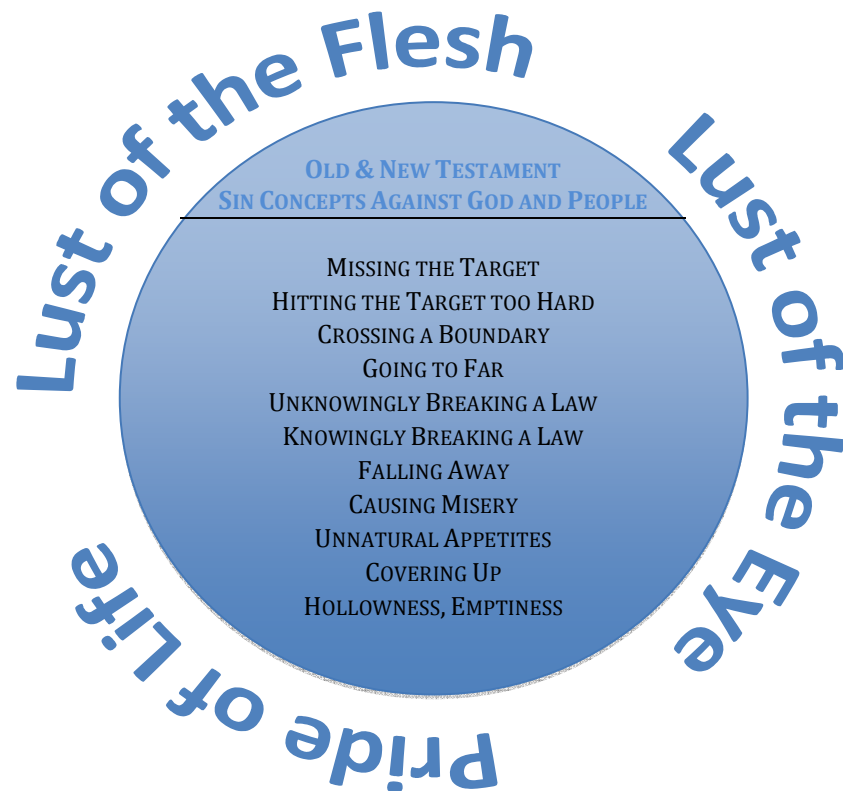 Lust of the Flesh
Lust of the Eye
Pride of Life
OLD & NEW TESTAMENT
SIN CONCEPTS AGAINST GOD AND PEOPLE
MISSING THE TARGET
HITTING THE TARGET TOO HARD
CROSSING A BOUNDARY
GOING TO FAR
UNKNOWINGLY BREAKING A LAW
KNOWINGLY BREAKING A LAW
FALLING AWAY
CAUSING MISERY
UNNATURAL APPETITES
COVERING UP
HOLLOWNESS, EMPTINESS